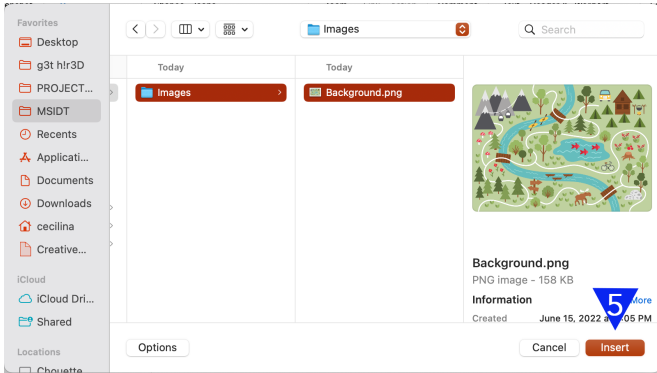 Favorites
Desktop
g3t h!r3D
PROJECT...
MSIDT
Recents
Applicati...
Documents
Downloads
cecilina
Creative...
iCloud
iCloud Dri...
Shared
Locations
Chouette
Images
Search
Today
Today
Images
Background.png
Background.png
PNG image - 158 KB
Information
More
Created June 15, 2022 05 PM
5
Options
Cancel
Insert